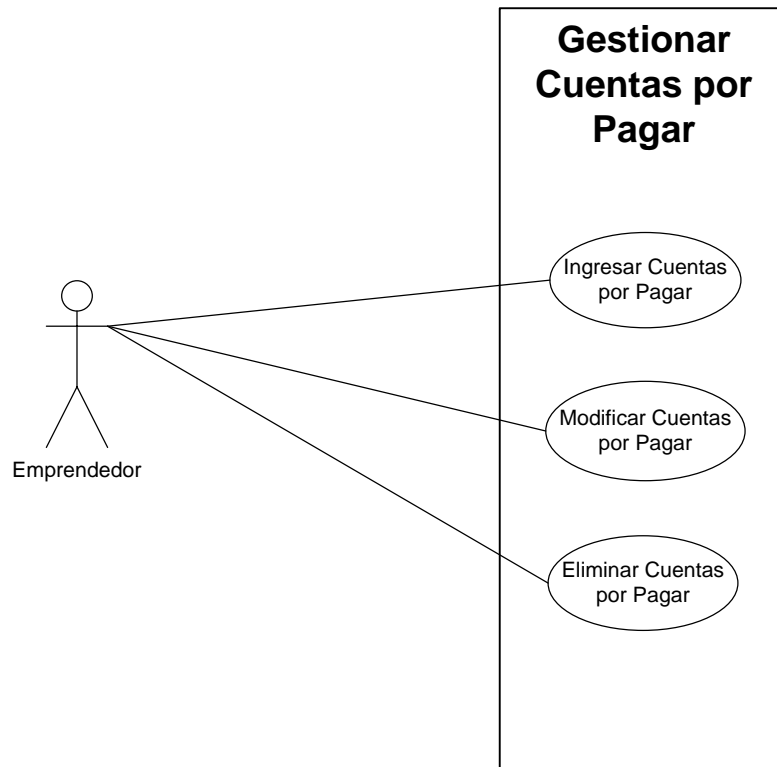 Gestionar
Cuentas por
Pagar
Ingresar Cuentas
por Pagar
Modificar Cuentas
por Pagar
Emprendedor
Eliminar Cuentas
por Pagar